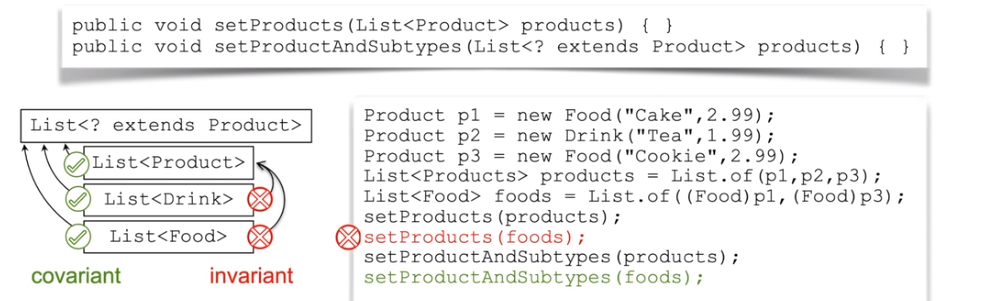 public void setProducts(List<Product> products) { }
public void setProductAndSubtypes(List<? extends Product> products) { }
List<? extends Product>
List<Product>
List<Drink>
List<Food>
covariant
invariant
Product p1 = new Food("Cake",2.99);
Product p2 = new Drink("Tea",1.99);
Product p3 = new Food("Cookie",2.99);
List<Products> products = List.of(p1,p2,p3);
List<Food> foods = List.of((Food)p1,(Food)p3);
setProducts(products);
setProducts(foods);
setProductAndSubtypes(products);
setProductAndSubtypes(foods);